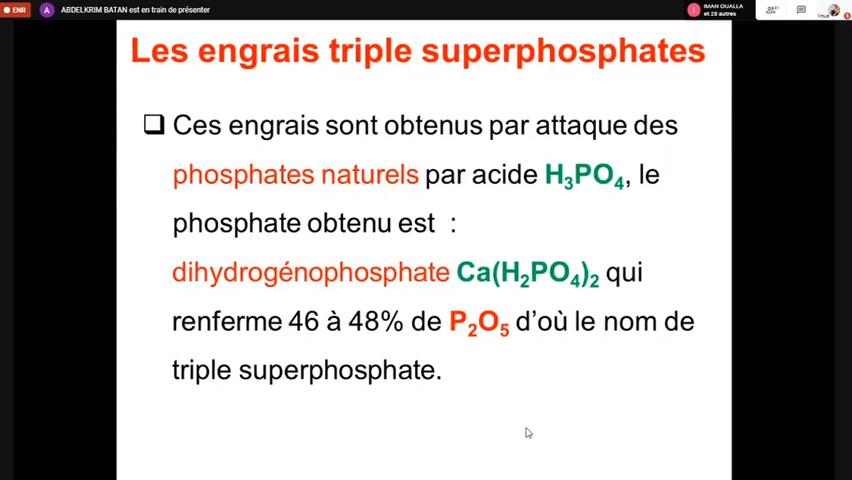 ENR
A
ABDELKRIM BATAN est en train de présenter
I
IMAN OUALLA
et 28 autres
Vous
Les engrais triple superphosphates
❑ Ces engrais sont obtenus par attaque des
phosphates naturels par acide H₃PO₄, le
phosphate obtenu est :
dihydrogénophosphate Ca(H₂PO₄)₂ qui
renferme 46 à 48% de P₂O₅ d'où le nom de
triple superphosphate.